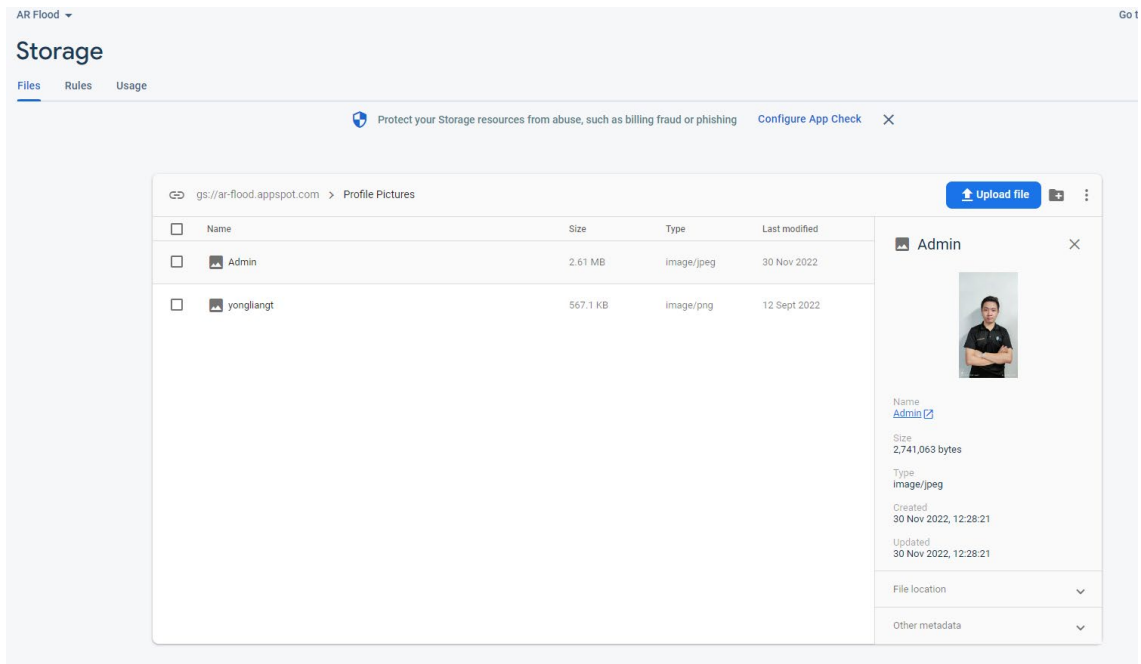 AR Flood
Go t
Storage
Files Rules Usage
Protect your Storage resources from abuse, such as billing fraud or phishing Configure App Check
gs://ar-flood.appspot.com > Profile Pictures
Upload file
Name Size Type Last modified
Admin 2.61 MB image/jpeg 30 Nov 2022
yongliangt 567.1 KB image/png 12 Sept 2022
Admin
Name
Admin
Size
2,741,063 bytes
Type
image/jpeg
Created
30 Nov 2022, 12:28:21
Updated
30 Nov 2022, 12:28:21
File location
Other metadata